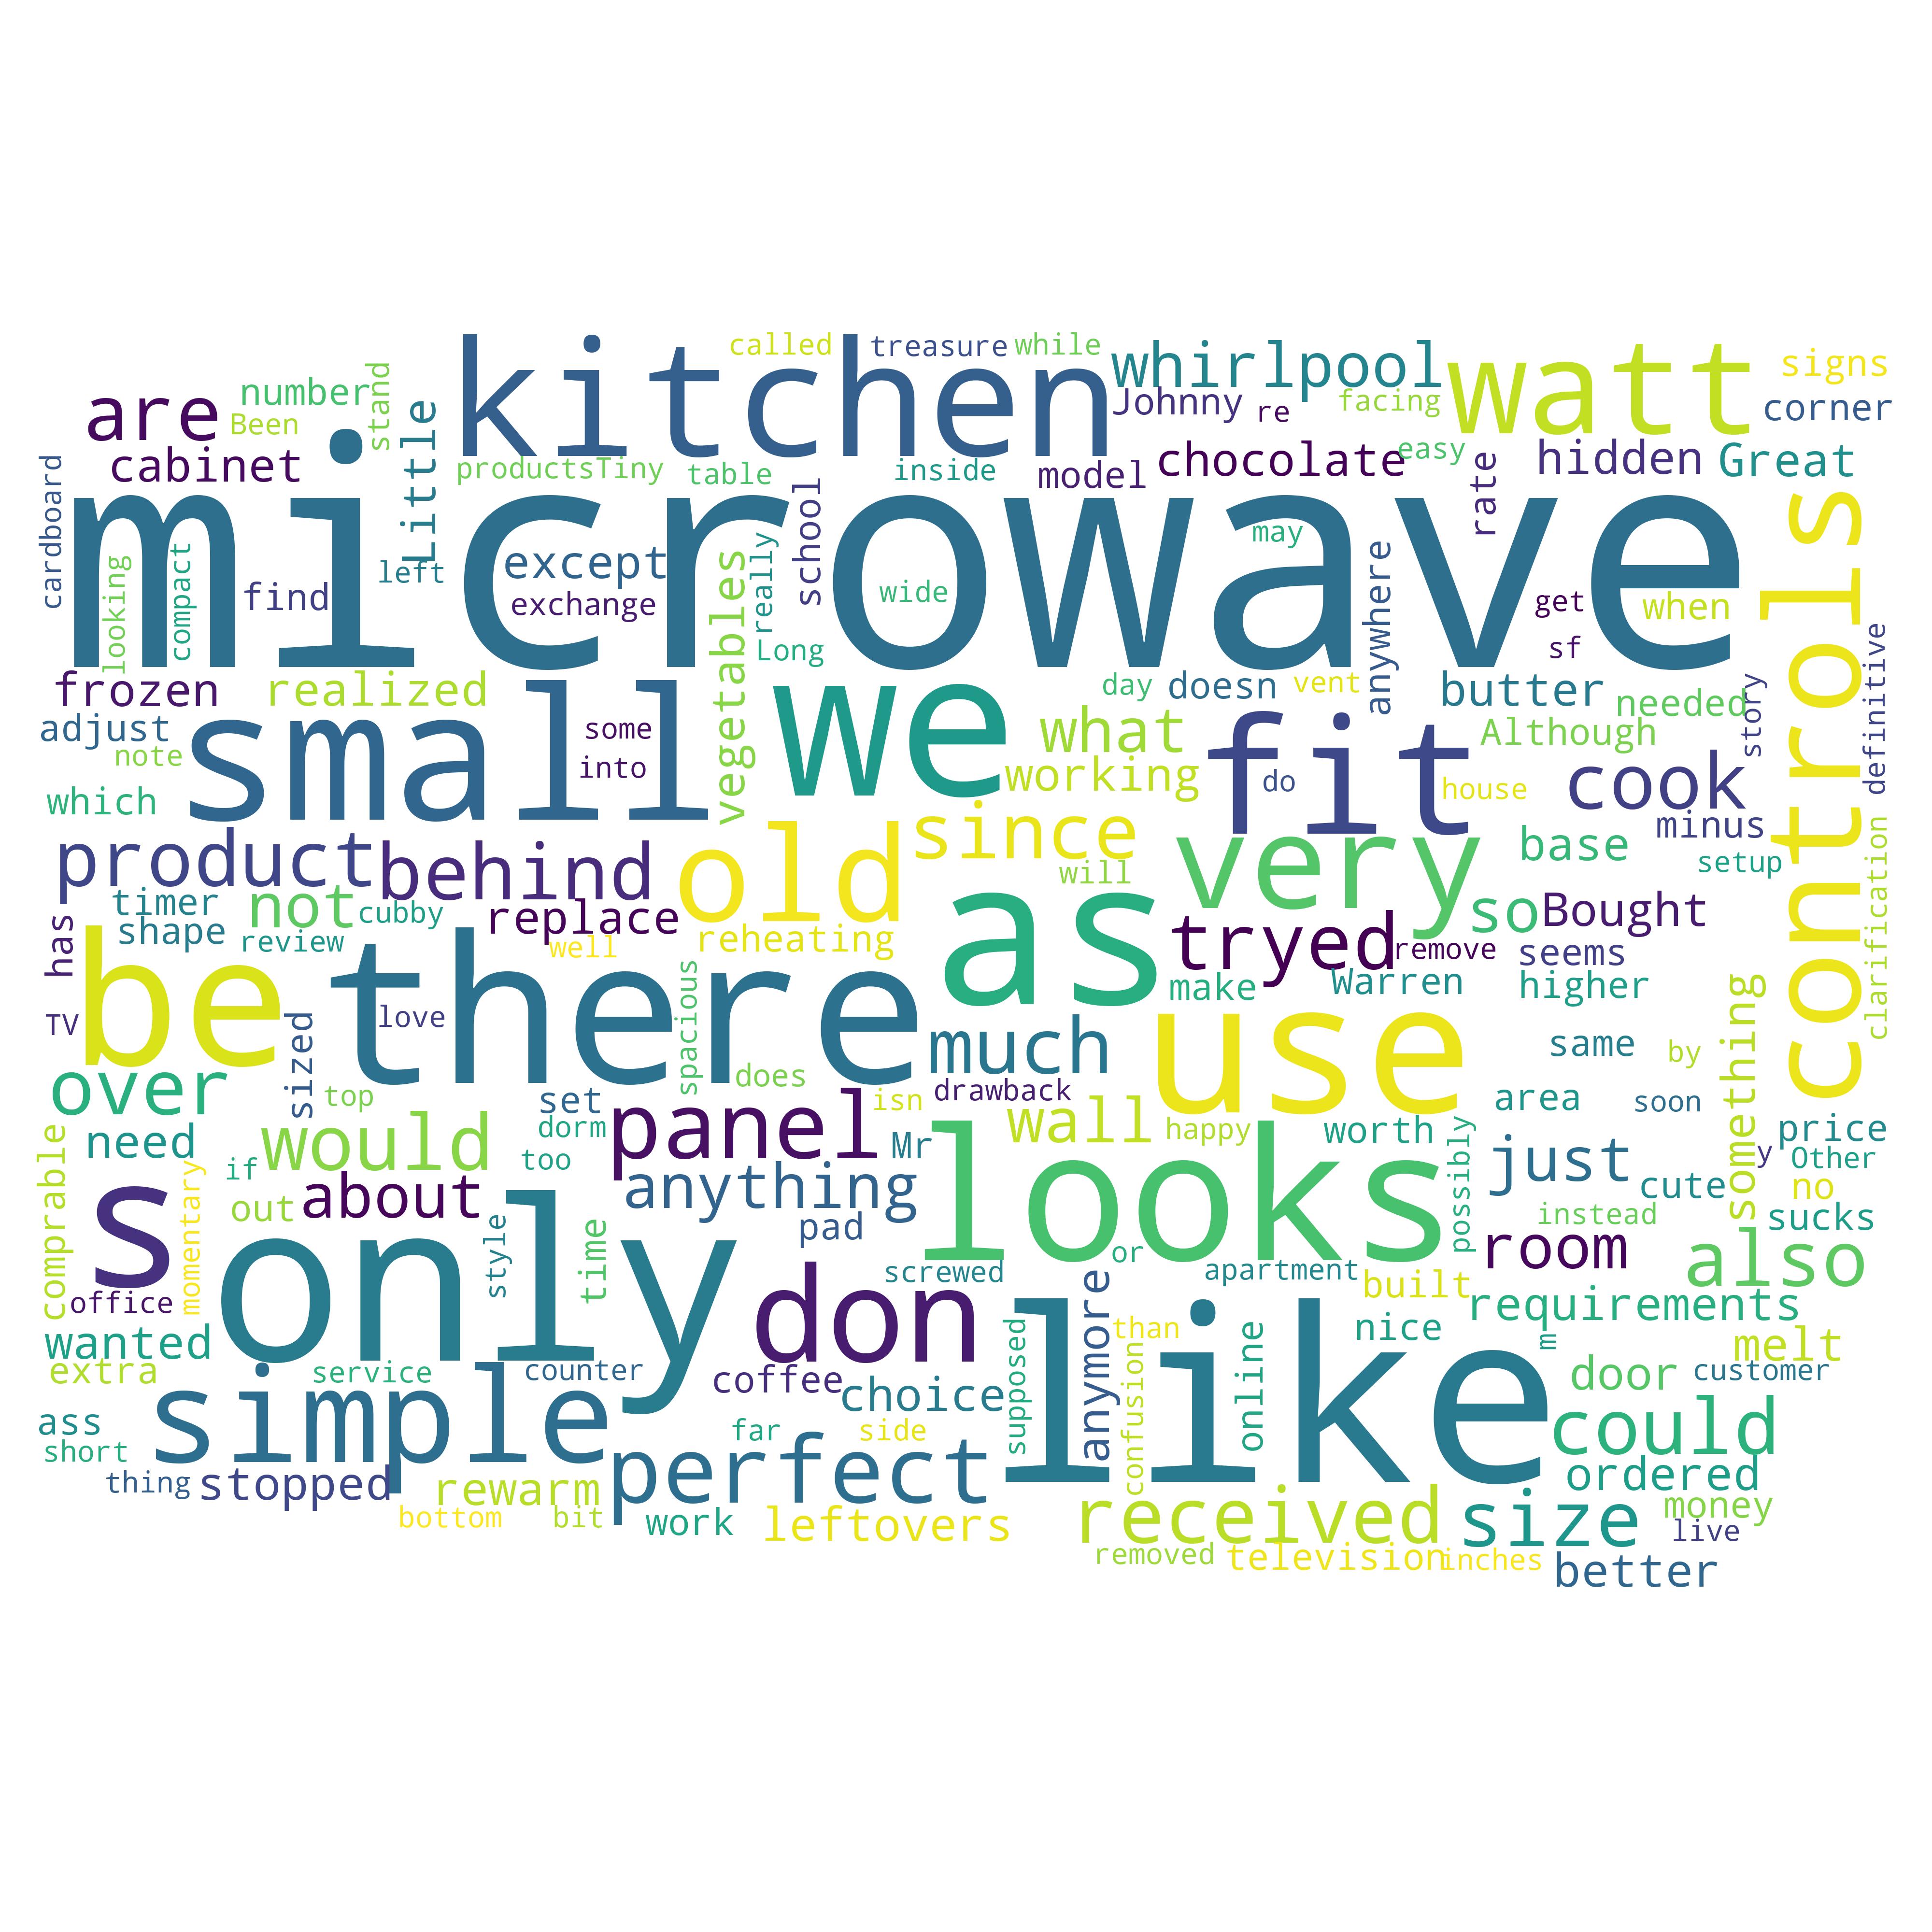 kitchen
called
treasure
while
whirlpool
watt
signs
are
number
Been
stand
Little
Johnny
re
facing
corner
cabinet
productsTiny
table
inside
model
chocolate
easy
rate
hidden
Great
cardboard
microwave
controls
looking
compact
find
left
except
exchange
vegetables
really
Long
school
wide
may
anywhere
get
sf
when
definitive
frozen
realized
adjust
note
which
small
some
into
we
what
working
day
doesn
vent
fit
do
butter
needed
Although
story
house
cook
minus
setup
base
product
behind
old
since
will
very
timer
shape
has
not
review
cubby
replace
well
reheating
as
tryed
remove
so
Bought
seems
higher
clarification
TV
be
there
love
sized
spacious
does
much
make
Warren
use
same
by
something
over
top
set
dorm
too
panel
isn
drawback
Mr
wall
happy
worth
area
soon
price
need
would
if
out
about
s
comprable
momentary
only
style
time
anything
pad
looks
possibly
just
cute
y
Other
no
sucks
instead
room
also
office
wanted
extra
service
counter
don
screwed
or
apartment
built
requirements
nice
m
melt
coffee
choice
supposed
anymore
than
confusion
online
like
door
customer
could
ass
short
simple
thing
stopped
far
side
perfect
ordered
rewarm
bottom
bit
work
leftovers
received
size
money
live
removed
television
inches
better